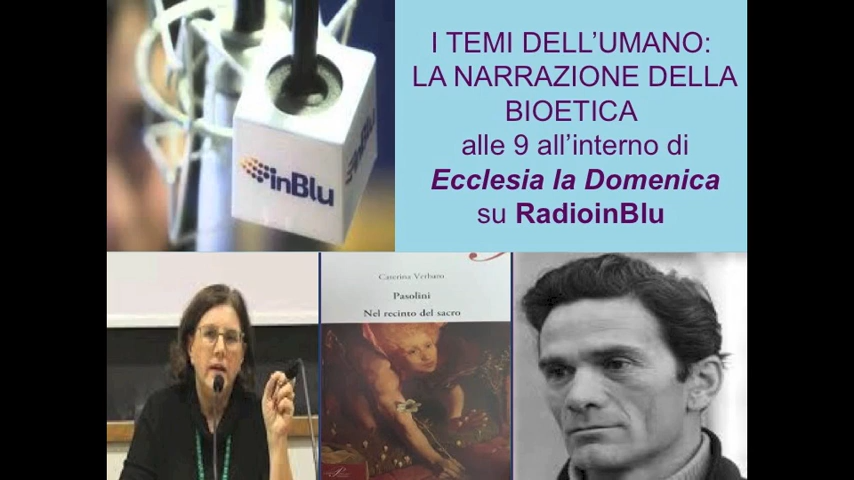 inBlu
inBlu
I TEMI DELL’UMANO:
LA NARRAZIONE DELLA
BIOETICA
alle 9 all’interno di
Ecclesia la Domenica
su RadioinBlu
Caterina Verbaro
Pasolini
Nel recinto del sacro